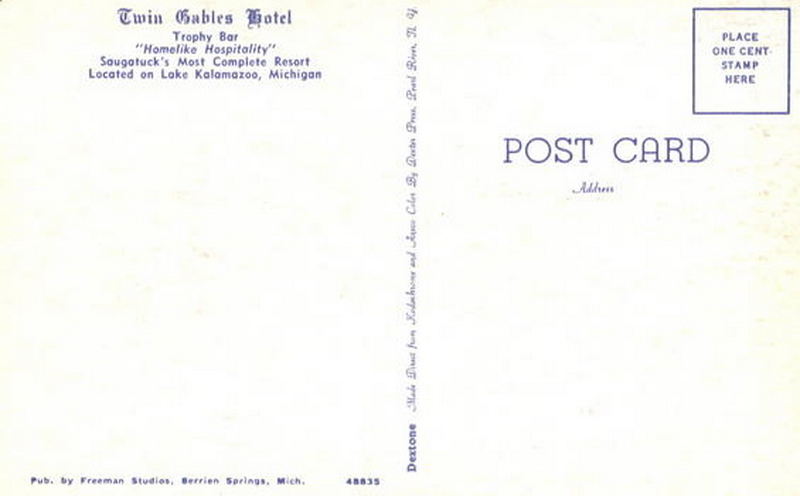 Twin Gables Hotel
Trophy Bar
"Homelike Hospitality"
Saugatuck's Most Complete Resort
Located on Lake Kalamazoo, Michigan
Pub. by Freeman Studios, Berrien Springs, Mich. 48835
Dextone Made Direct from Kodachrome and Ansco Color By Dexter Press, Pearl River, N. Y.
PLACE
ONE CENT
STAMP
HERE
POST CARD
Address